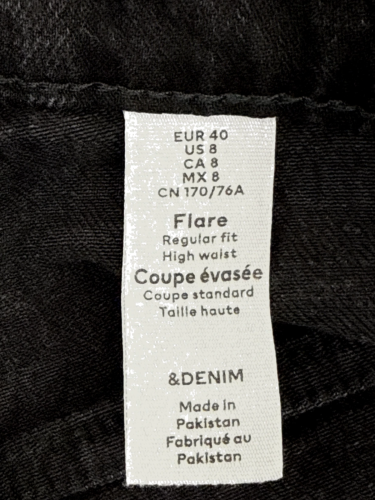 EUR 40
US 8
CA 8
MX 8
CN 170/76A
Flare
Regular fit
High waist
Coupe évasée
Coupe standard
Taille haute
&DENIM
Made in
Pakistan
Fabriqué au
Pakistan